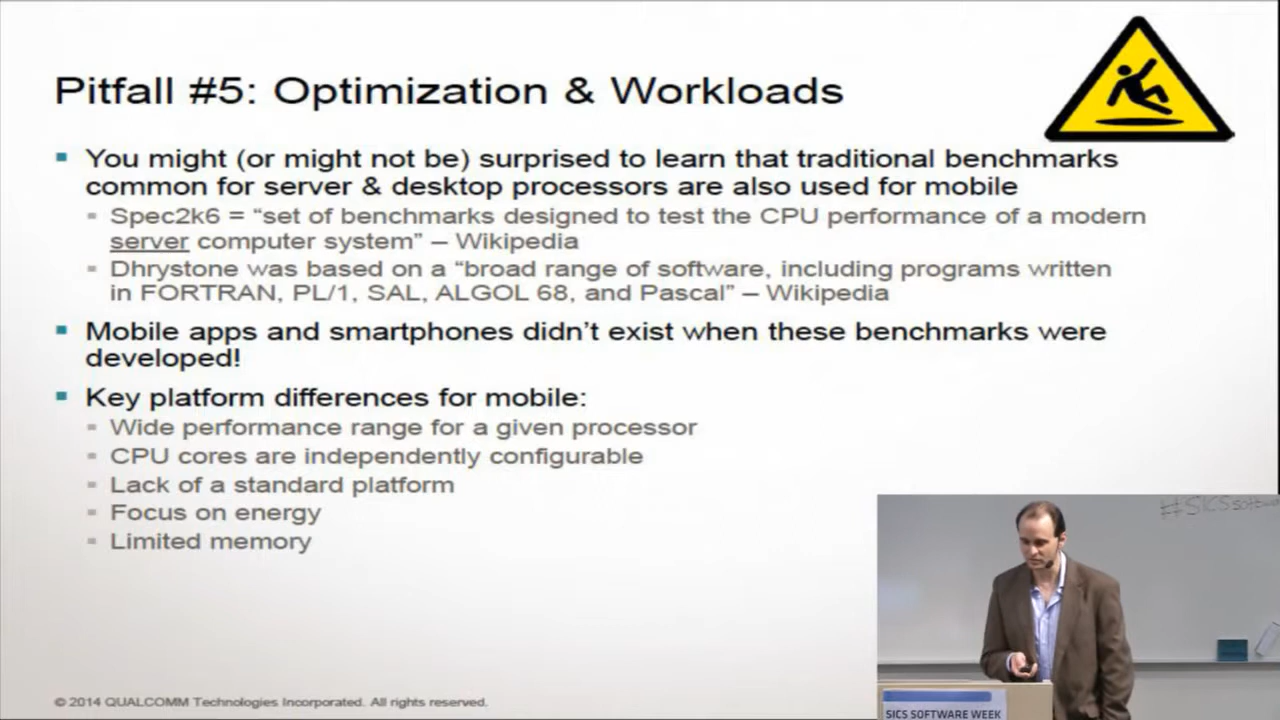 Pitfall #5: Optimization & Workloads
You might (or might not be) surprised to learn that traditional benchmarks
common for server & desktop processors are also used for mobile
Spec2k6 = “set of benchmarks designed to test the CPU performance of a modern
server computer system” – Wikipedia
Dhrystone was based on a “broad range of software, including programs written
in FORTRAN, PL/1, SAL, ALGOL 68, and Pascal” – Wikipedia
Mobile apps and smartphones didn’t exist when these benchmarks were
developed!
Key platform differences for mobile:
Wide performance range for a given processor
CPU cores are independently configurable
Lack of a standard platform
Focus on energy
Limited memory
#SICSsoftw
SICS SOFTWARE WEEK
© 2014 QUALCOMM Technologies Incorporated. All rights reserved.